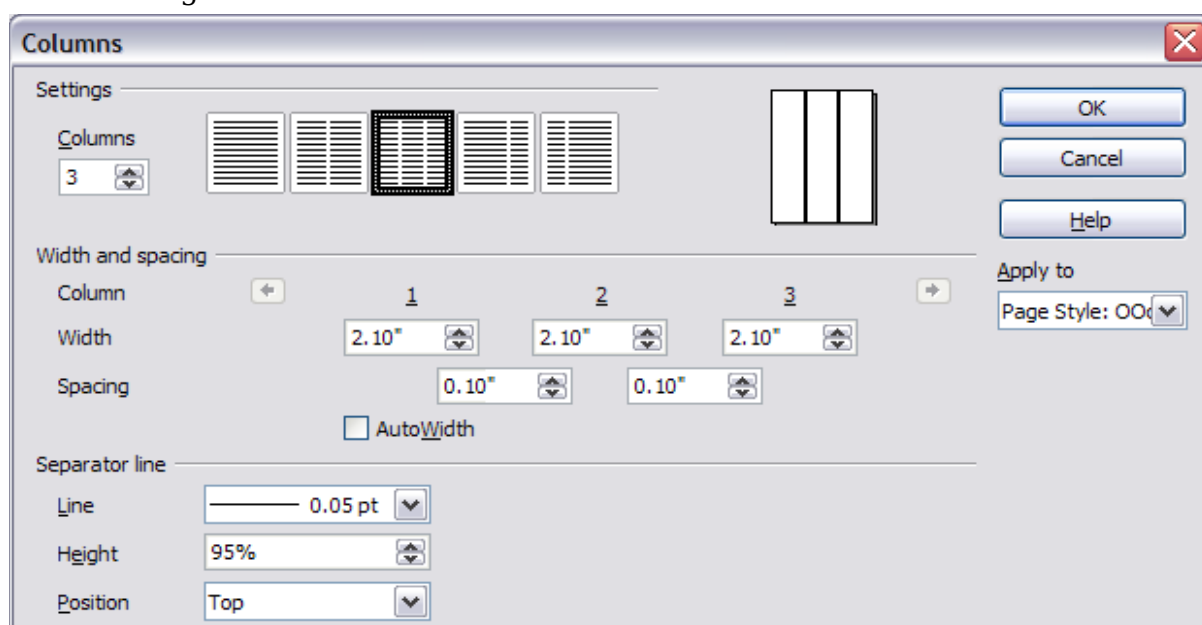 Columns
Settings
Columns
3
OK
Cancel
Help
Width and spacing
Column 1 2 3
Apply to
Page Style: OO
Width 2.10" 2.10" 2.10"
Spacing 0.10" 0.10"
AutoWidth
Separator line
Line 0.05 pt
Height 95%
Position Top